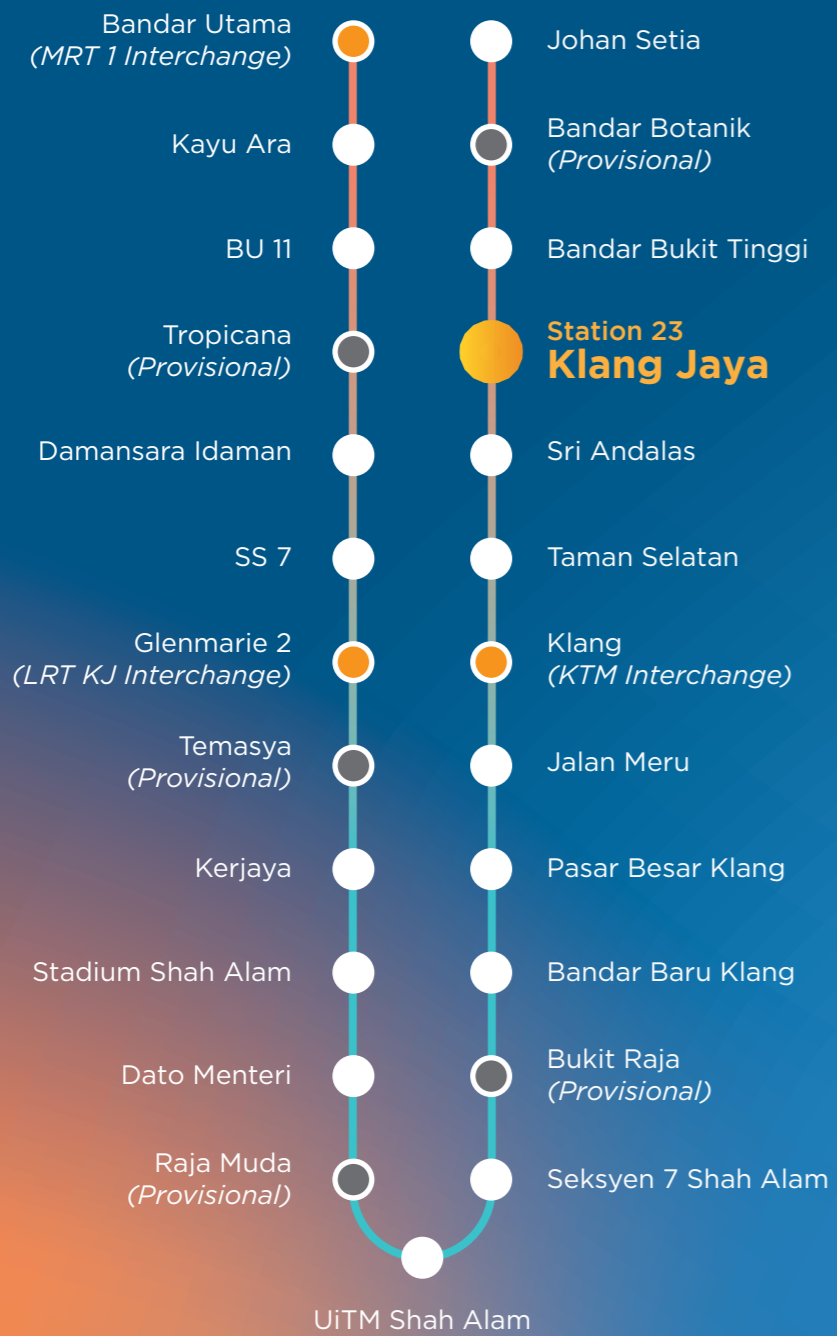 Bandar Utama
(MRT 1 Interchange)
Kayu Ara
BU 11
Tropicana
(Provisional)
Damansara Idaman
SS 7
Glenmarie 2
(LRT KJ Interchange)
Temasya
(Provisional)
Kerjaya
Stadium Shah Alam
Dato Menteri
Raja Muda
(Provisional)
UiTM Shah Alam
Johan Setia
Bandar Botanik
(Provisional)
Bandar Bukit Tinggi
Station 23
Klang Jaya
Sri Andalas
Taman Selatan
Klang
(KTM Interchange)
Jalan Meru
Pasar Besar Klang
Bandar Baru Klang
Bukit Raja
(Provisional)
Seksyen 7 Shah Alam